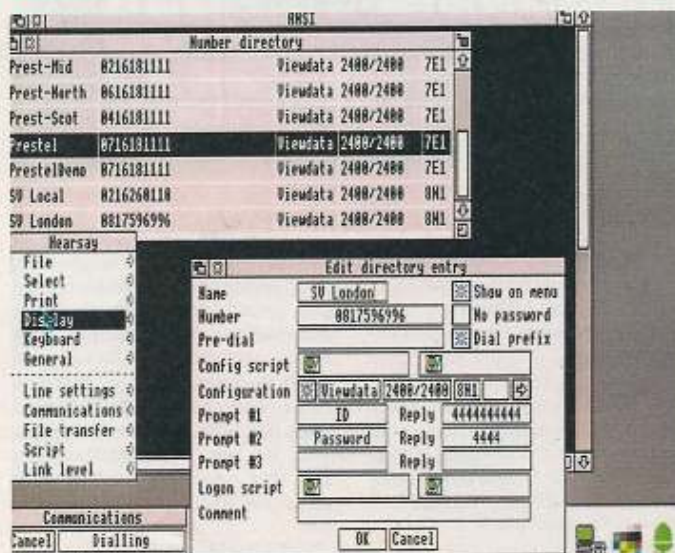 ANSI
Number directory
Prest-Mid 0216181111 Viewdata 2400/2400 7E1
Prest-North 0616181111 Viewdata 2400/2400 7E1
Prest-Scot 0416181111 Viewdata 2400/2400 7E1
Prestel 0716181111 Viewdata 2400/2400 7E1
PrestelDemo 0716181111 Viewdata 2400/2400 7E1
SV Local 0216260110 Viewdata 2400/2400 8N1
SV London 0817596996 Viewdata 2400/2400 8N1
Hearsay
File
Select
Print
Display
Keyboard
General
Line settings
Communications
File transfer
Script
Link level
Edit directory entry
Name SV London Show on menu
Number 0817596996 No password
Pre-dial Dial prefix
Config script
Configuration Viewdata 2400/2400 8N1
Prompt #1 ID Reply 4444444444
Prompt #2 Password Reply 4444
Prompt #3 Reply
Logon script
Comment
OK Cancel
Communications
Cancel Dialling